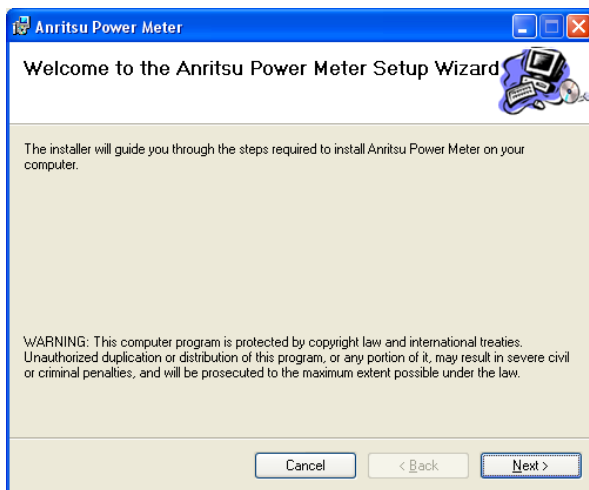 Anritsu Power Meter
Welcome to the Anritsu Power Meter Setup Wizard
The installer will guide you through the steps required to install Anritsu Power Meter on your
computer.
WARNING: This computer program is protected by copyright law and international treaties.
Unauthorized duplication or distribution of this program, or any portion of it, may result in severe civil
or criminal penalties, and will be prosecuted to the maximum extent possible under the law.
Cancel < Back Next >